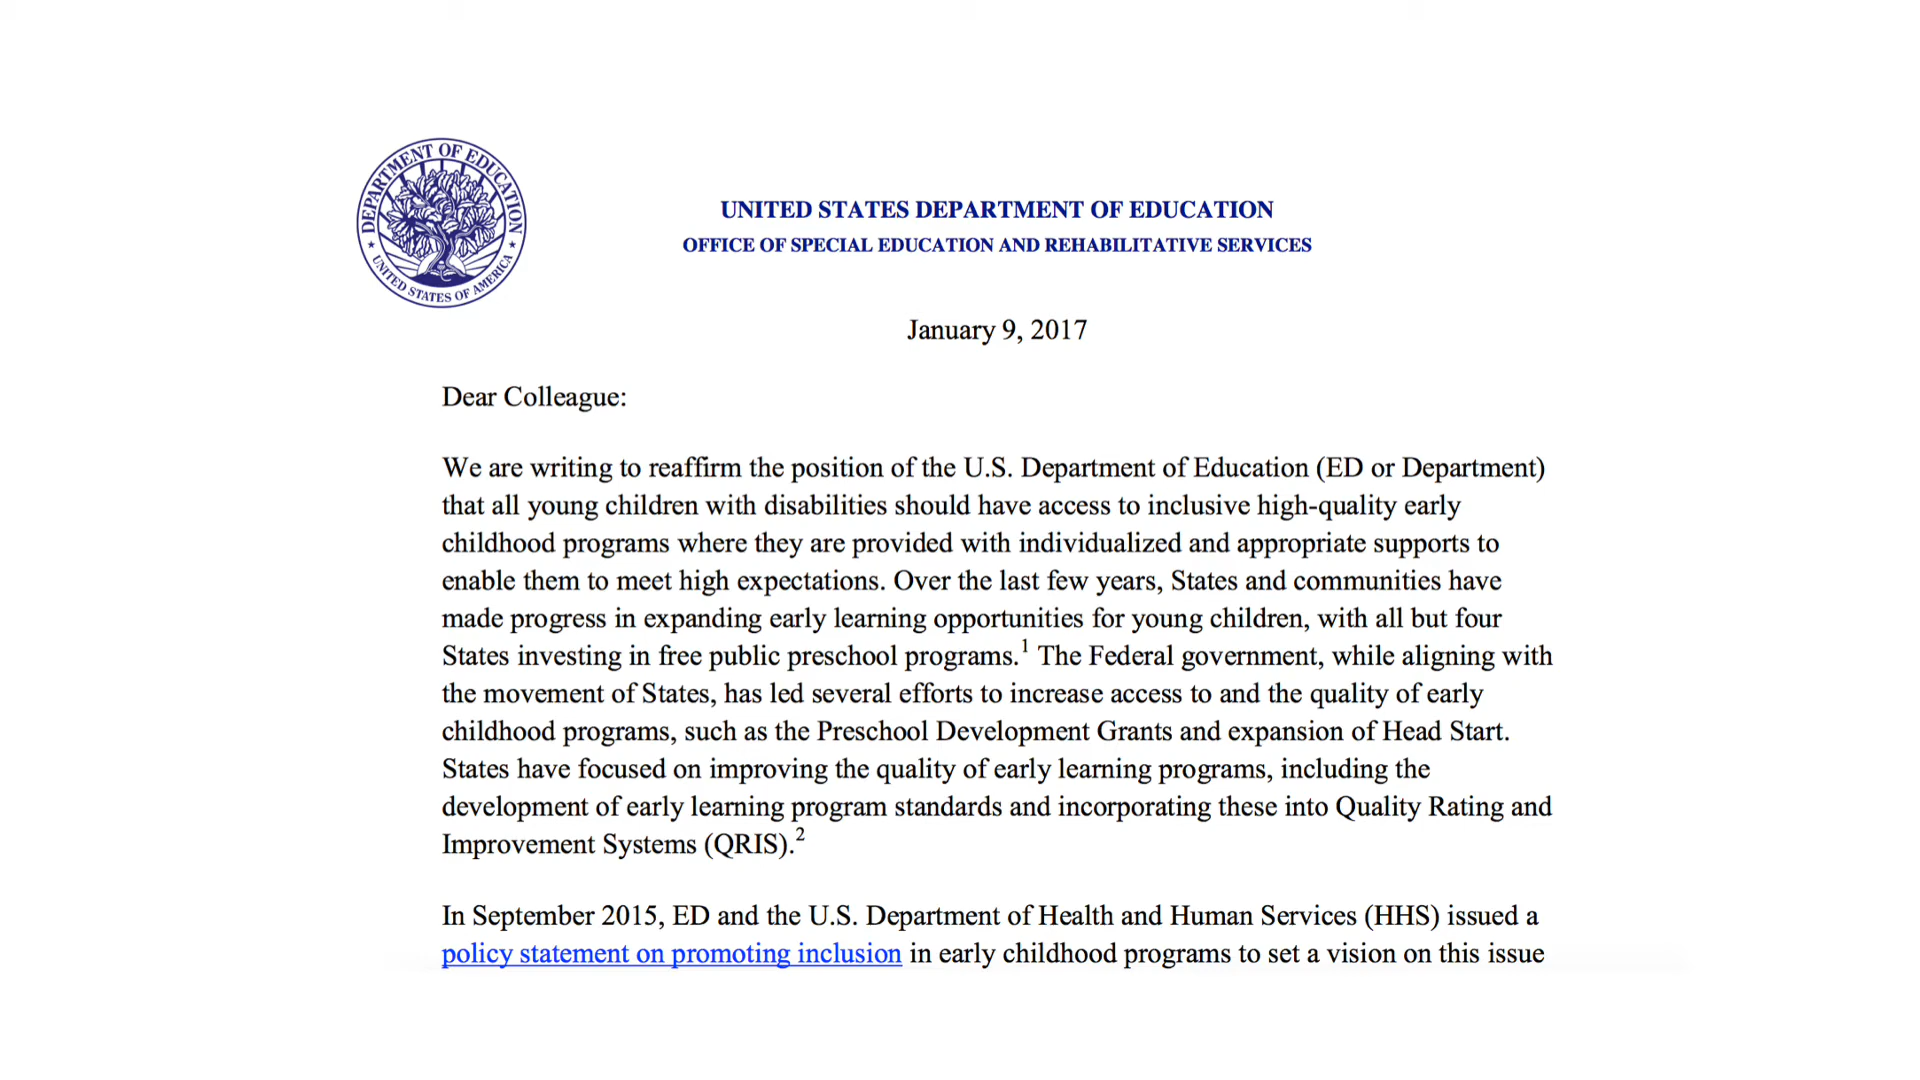 DEPARTMENT OF EDUCATION
UNITED STATES OF AMERICA
UNITED STATES DEPARTMENT OF EDUCATION
OFFICE OF SPECIAL EDUCATION AND REHABILITATIVE SERVICES
January 9, 2017
Dear Colleague:
We are writing to reaffirm the position of the U.S. Department of Education (ED or Department)
that all young children with disabilities should have access to inclusive high-quality early
childhood programs where they are provided with individualized and appropriate supports to
enable them to meet high expectations. Over the last few years, States and communities have
made progress in expanding early learning opportunities for young children, with all but four
States investing in free public preschool programs.¹ The Federal government, while aligning with
the movement of States, has led several efforts to increase access to and the quality of early
childhood programs, such as the Preschool Development Grants and expansion of Head Start.
States have focused on improving the quality of early learning programs, including the
development of early learning program standards and incorporating these into Quality Rating and
Improvement Systems (QRIS).²
In September 2015, ED and the U.S. Department of Health and Human Services (HHS) issued a
policy statement on promoting inclusion in early childhood programs to set a vision on this issue